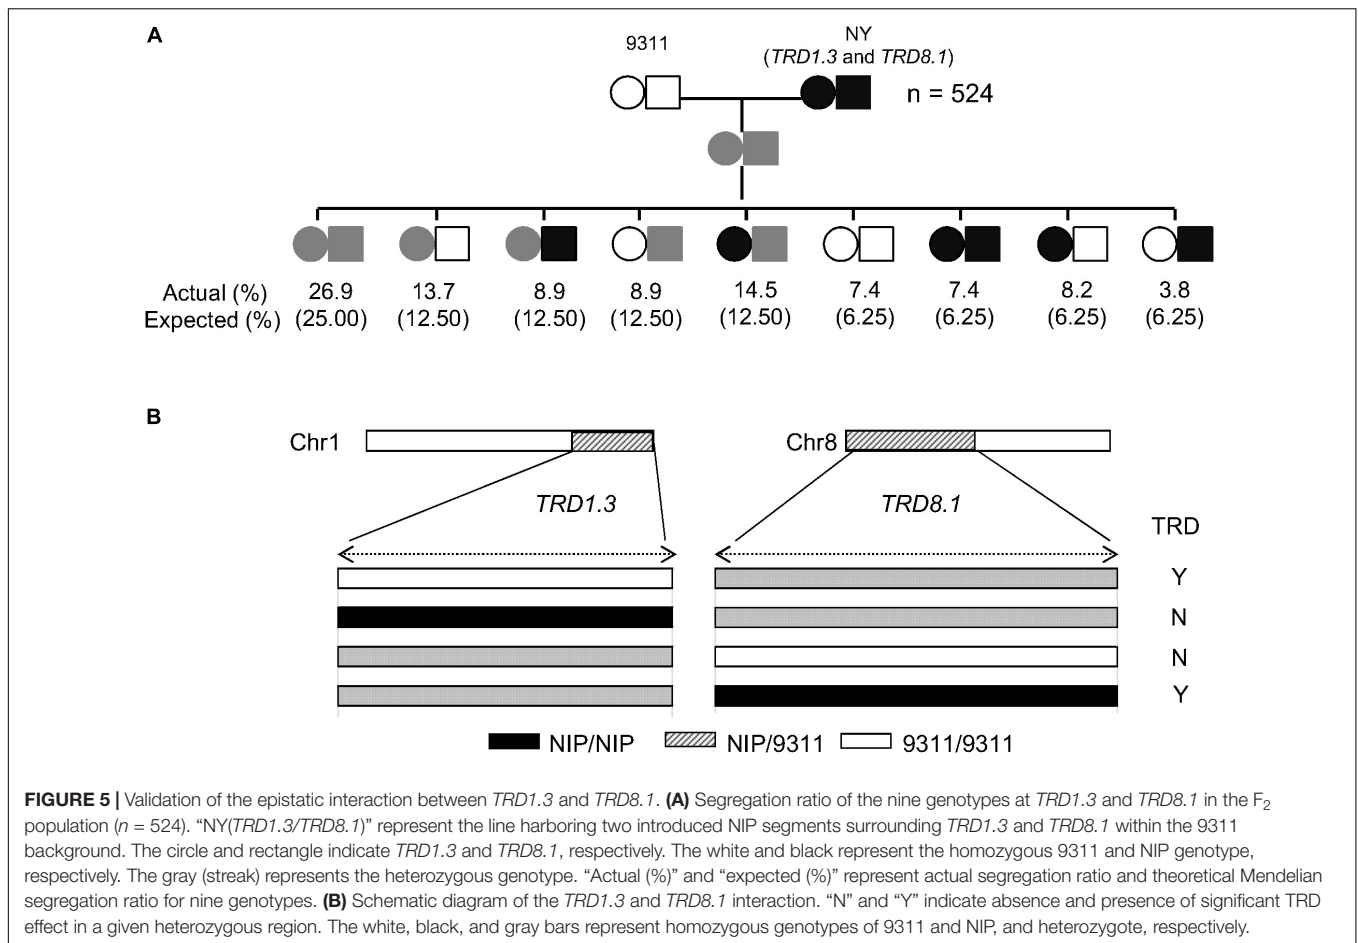 A
9311
NY
(TRD1.3 and TRD8.1)
n = 524
Actual (%) 26.9 13.7 8.9 8.9 14.5 7.4 7.4 8.2 3.8
Expected (%) (25.00) (12.50) (12.50) (12.50) (12.50) (6.25) (6.25) (6.25) (6.25)
B
Chr1
Chr8
TRD1.3
TRD8.1
TRD
Y
N
N
Y
NIP/NIP NIP/9311 9311/9311
FIGURE 5 | Validation of the epistatic interaction between TRD1.3 and TRD8.1. (A) Segregation ratio of the nine genotypes at TRD1.3 and TRD8.1 in the F2
population (n = 524). “NY(TRD1.3/TRD8.1)” represent the line harboring two introduced NIP segments surrounding TRD1.3 and TRD8.1 within the 9311
background. The circle and rectangle indicate TRD1.3 and TRD8.1, respectively. The white and black represent the homozygous 9311 and NIP genotype,
respectively. The gray (streak) represents the heterozygous genotype. “Actual (%)” and “expected (%)” represent actual segregation ratio and theoretical Mendelian
segregation ratio for nine genotypes. (B) Schematic diagram of the TRD1.3 and TRD8.1 interaction. “N” and “Y” indicate absence and presence of significant TRD
effect in a given heterozygous region. The white, black, and gray bars represent homozygous genotypes of 9311 and NIP, and heterozygote, respectively.